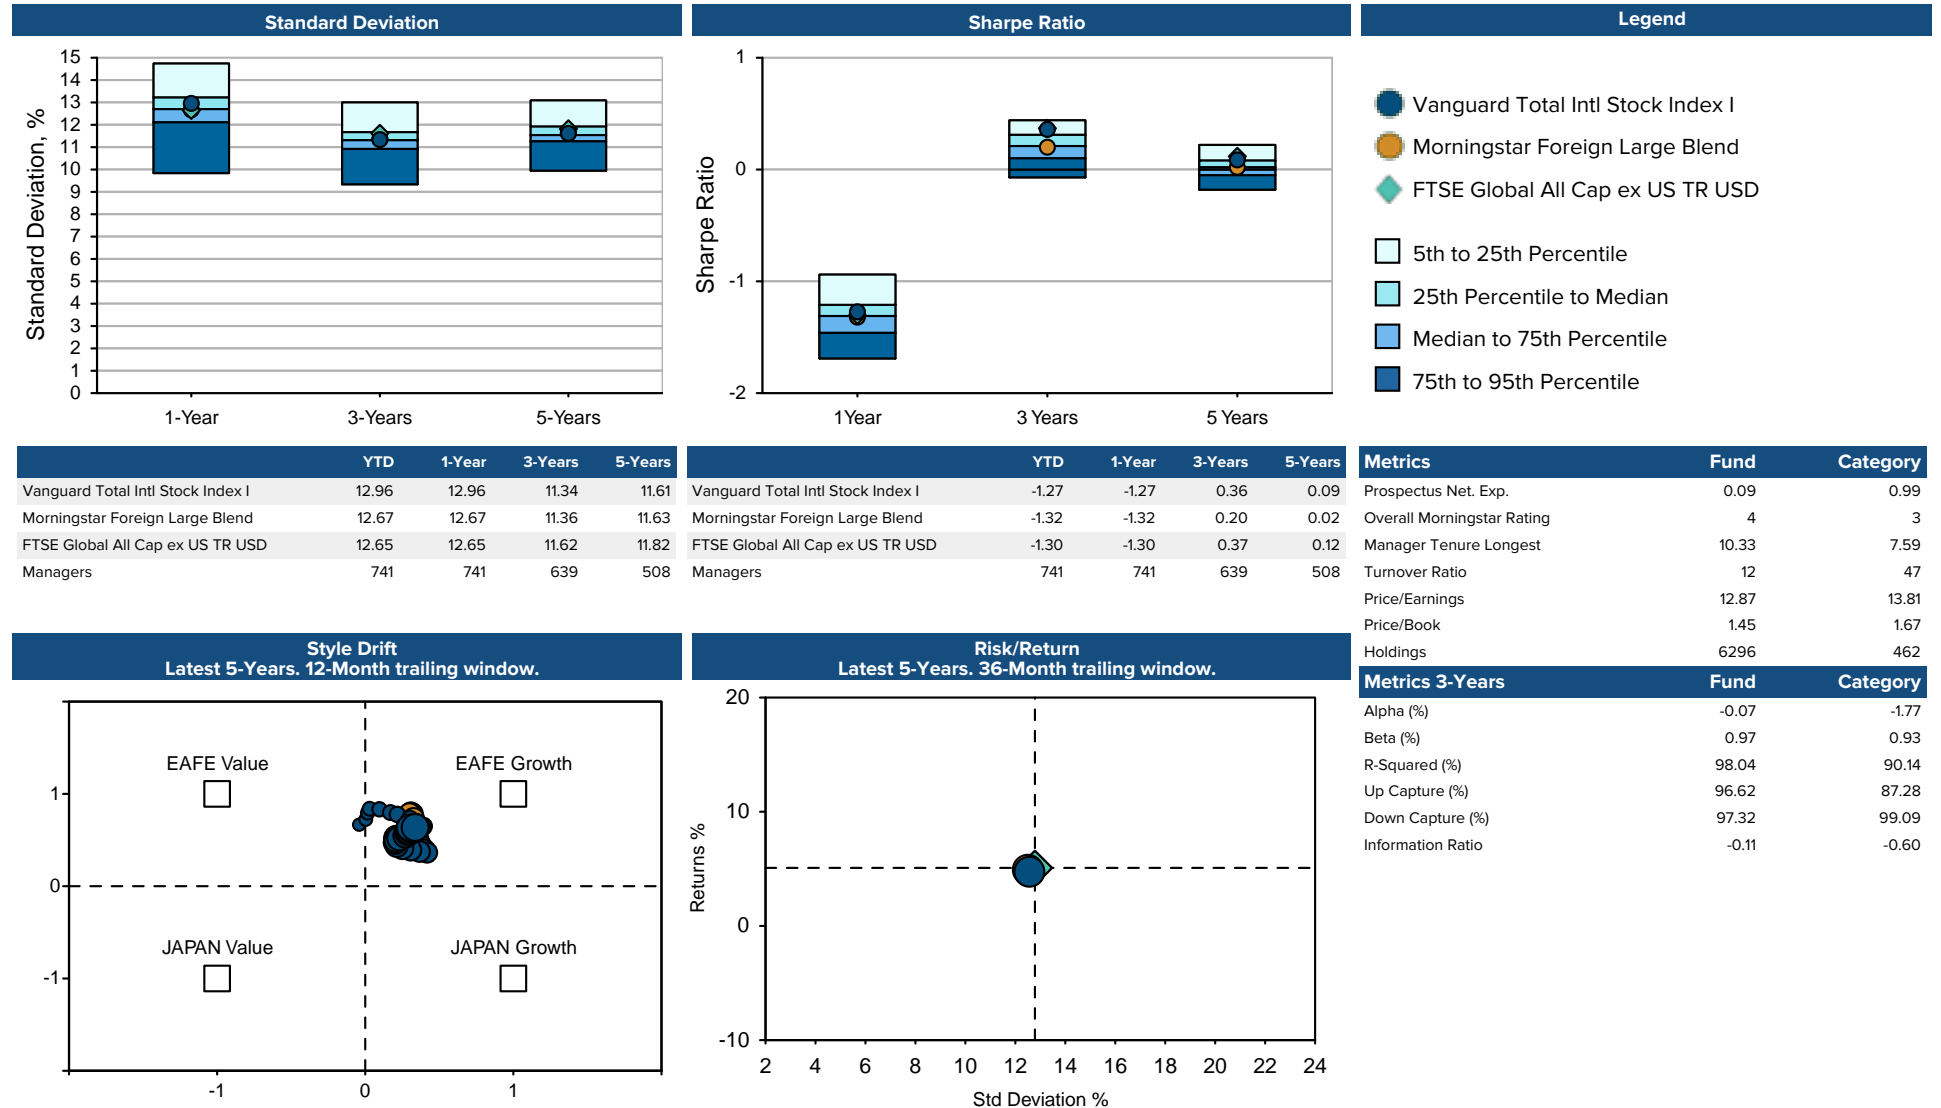 Standard Deviation
Sharpe Ratio
Legend
15
14
13
12
11
10
9
8
7
6
5
4
3
2
1
0
Standard Deviation, %
1-Year
3-Years
5-Years
1
0
-1
-2
Sharpe Ratio
1Year
3 Years
5 Years
Vanguard Total Intl Stock Index I
Morningstar Foreign Large Blend
FTSE Global All Cap ex US TR USD
5th to 25th Percentile
25th Percentile to Median
Median to 75th Percentile
75th to 95th Percentile
YTD 1-Year 3-Years 5-Years
Vanguard Total Intl Stock Index I 12.96 12.96 11.34 11.61
Morningstar Foreign Large Blend 12.67 12.67 11.36 11.63
FTSE Global All Cap ex US TR USD 12.65 12.65 11.62 11.82
Managers 741 741 639 508
YTD 1-Year 3-Years 5-Years
Vanguard Total Intl Stock Index I -1.27 -1.27 0.36 0.09
Morningstar Foreign Large Blend -1.32 -1.32 0.20 0.02
FTSE Global All Cap ex US TR USD -1.30 -1.30 0.37 0.12
Managers 741 741 639 508
Metrics Fund Category
Prospectus Net. Exp. 0.09 0.99
Overall Morningstar Rating 4 3
Manager Tenure Longest 10.33 7.59
Turnover Ratio 12 47
Price/Earnings 12.87 13.81
Price/Book 1.45 1.67
Holdings 6296 462
Metrics 3-Years Fund Category
Alpha (%) -0.07 -1.77
Beta (%) 0.97 0.93
R-Squared (%) 98.04 90.14
Up Capture (%) 96.62 87.28
Down Capture (%) 97.32 99.09
Information Ratio -0.11 -0.60
Style Drift
Latest 5-Years. 12-Month trailing window.
EAFE Value
EAFE Growth
JAPAN Value
JAPAN Growth
1
0
-1
-1
0
1
Risk/Return
Latest 5-Years. 36-Month trailing window.
20
10
0
-10
Returns %
2 4 6 8 10 12 14 16 18 20 22 24
Std Deviation %